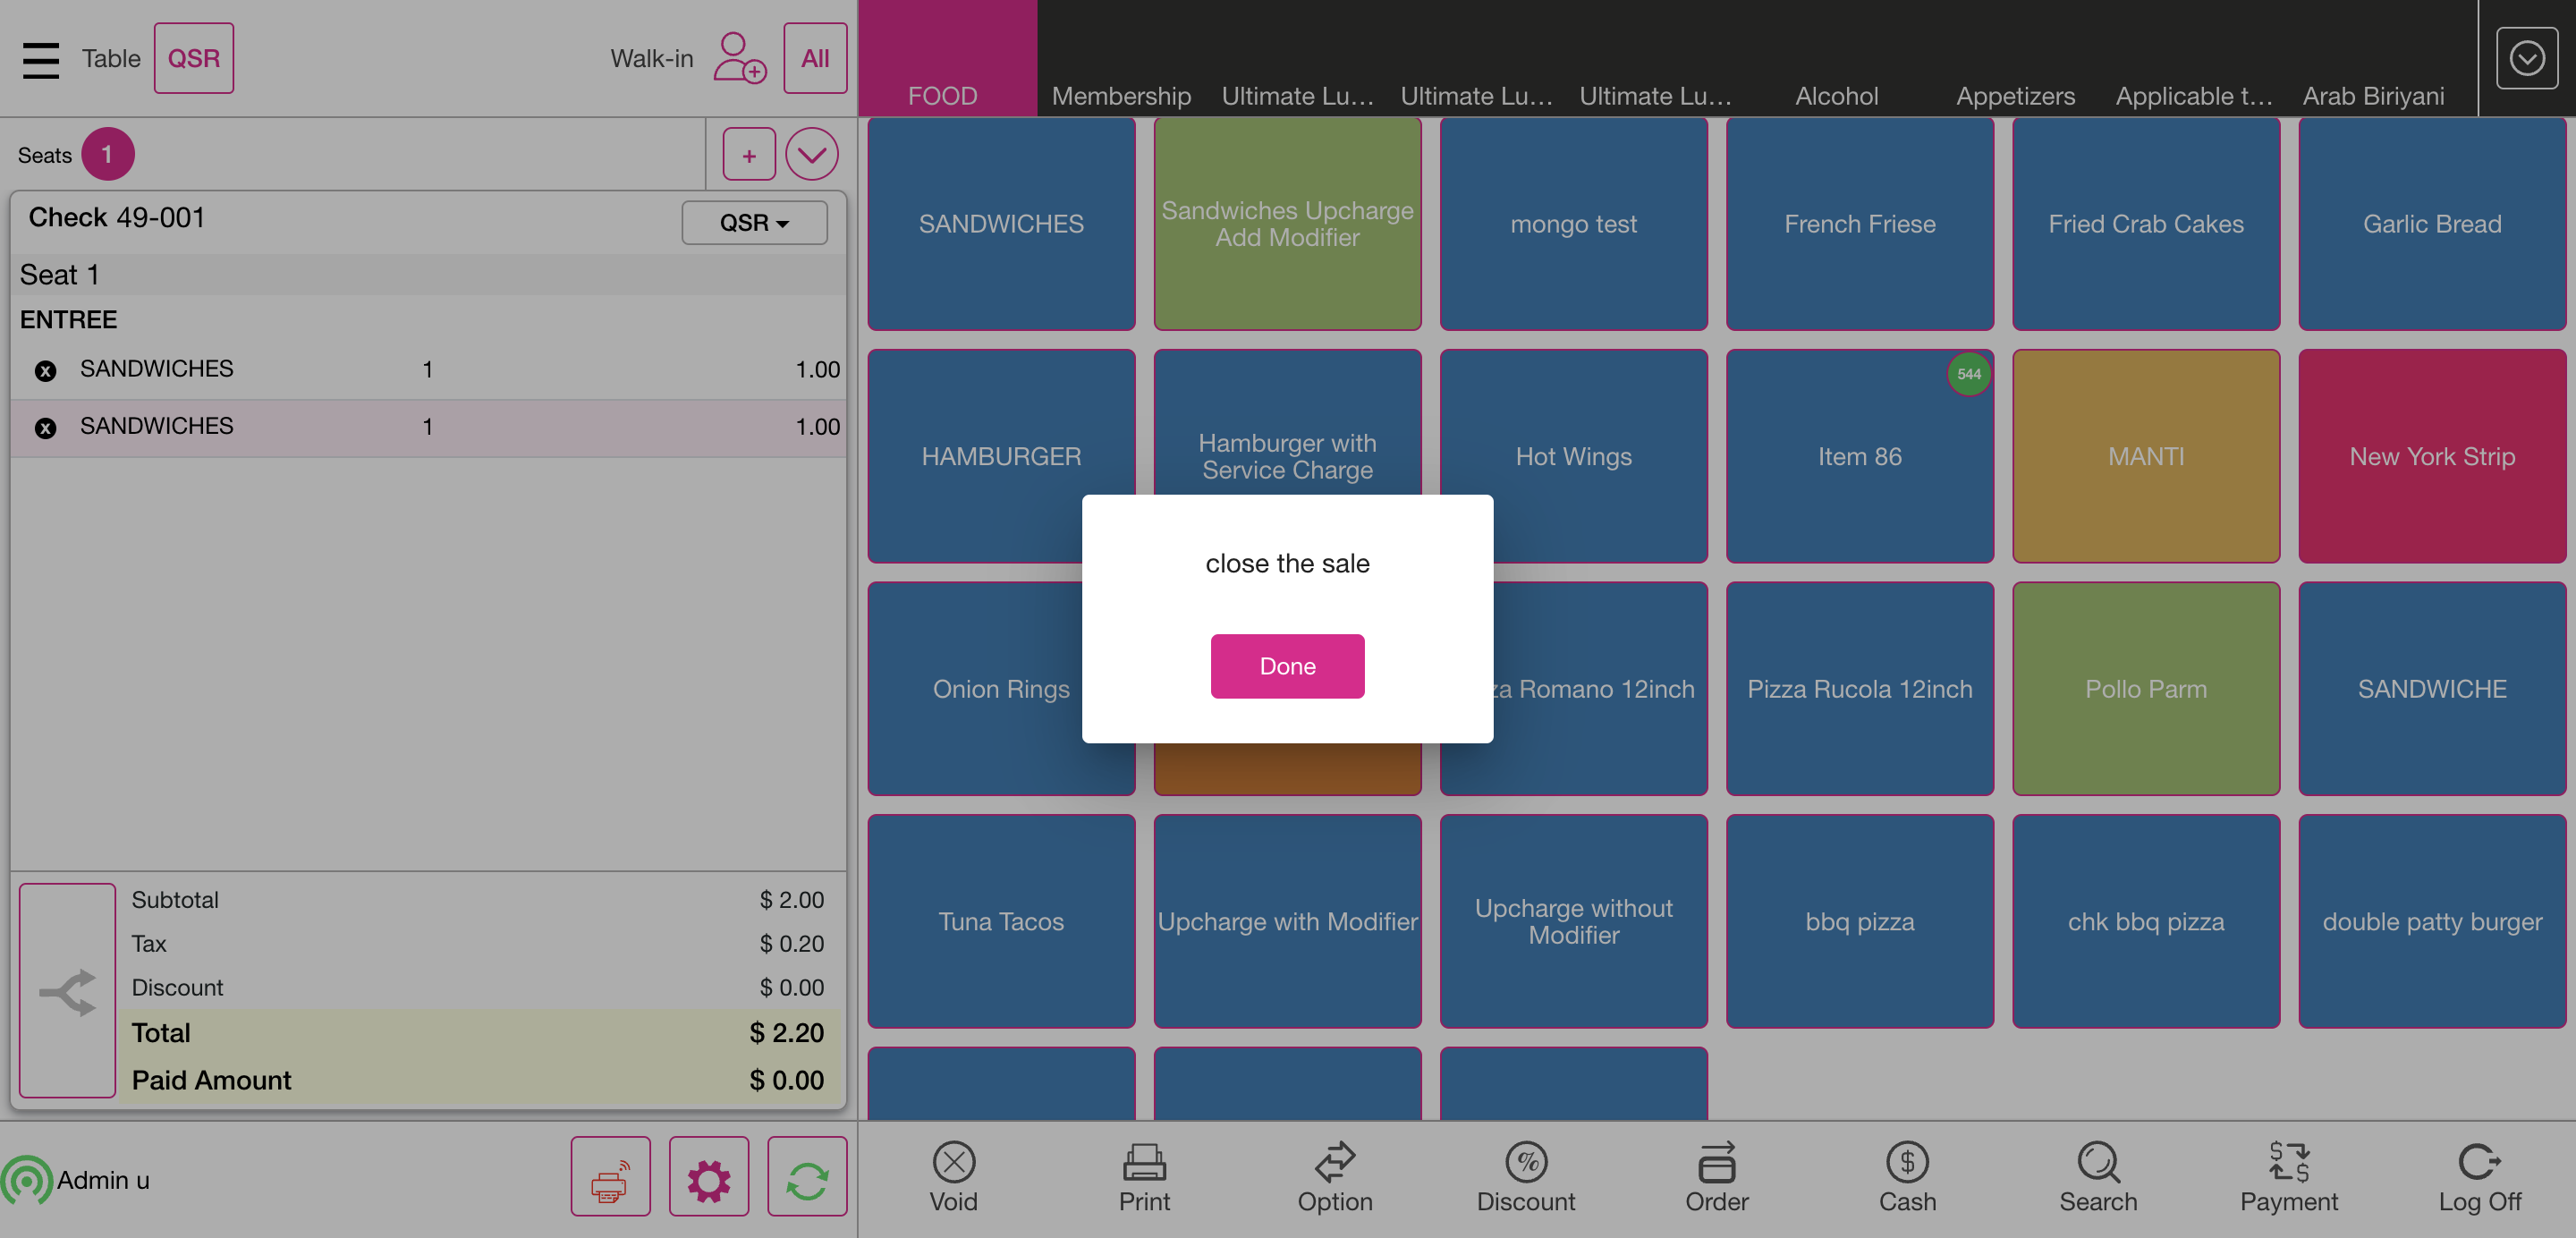 Table
QSR
Walk-in
All
FOOD
Membership
Ultimate Lu...
Ultimate Lu...
Ultimate Lu...
Alcohol
Appetizers
Applicable t...
Arab Biriyani
Seats 1
+
Check 49-001
QSR
Seat 1
ENTREE
x SANDWICHES 1 1.00
x SANDWICHES 1 1.00
Subtotal $ 2.00
Tax $ 0.20
Discount $ 0.00
Total $ 2.20
Paid Amount $ 0.00
Admin u
SANDWICHES
Sandwiches Upcharge
Add Modifier
mongo test
French Friese
Fried Crab Cakes
Garlic Bread
HAMBURGER
Hamburger with
Service Charge
Hot Wings
Item 86
544
MANTI
New York Strip
close the sale
Done
Onion Rings
za Romano 12inch
Pizza Rucola 12inch
Pollo Parm
SANDWICHE
Tuna Tacos
Upcharge with Modifier
Upcharge without
Modifier
bbq pizza
chk bbq pizza
double patty burger
Void
Print
Option
% Discount
Order
$ Cash
Search
$ $ Payment
Log Off